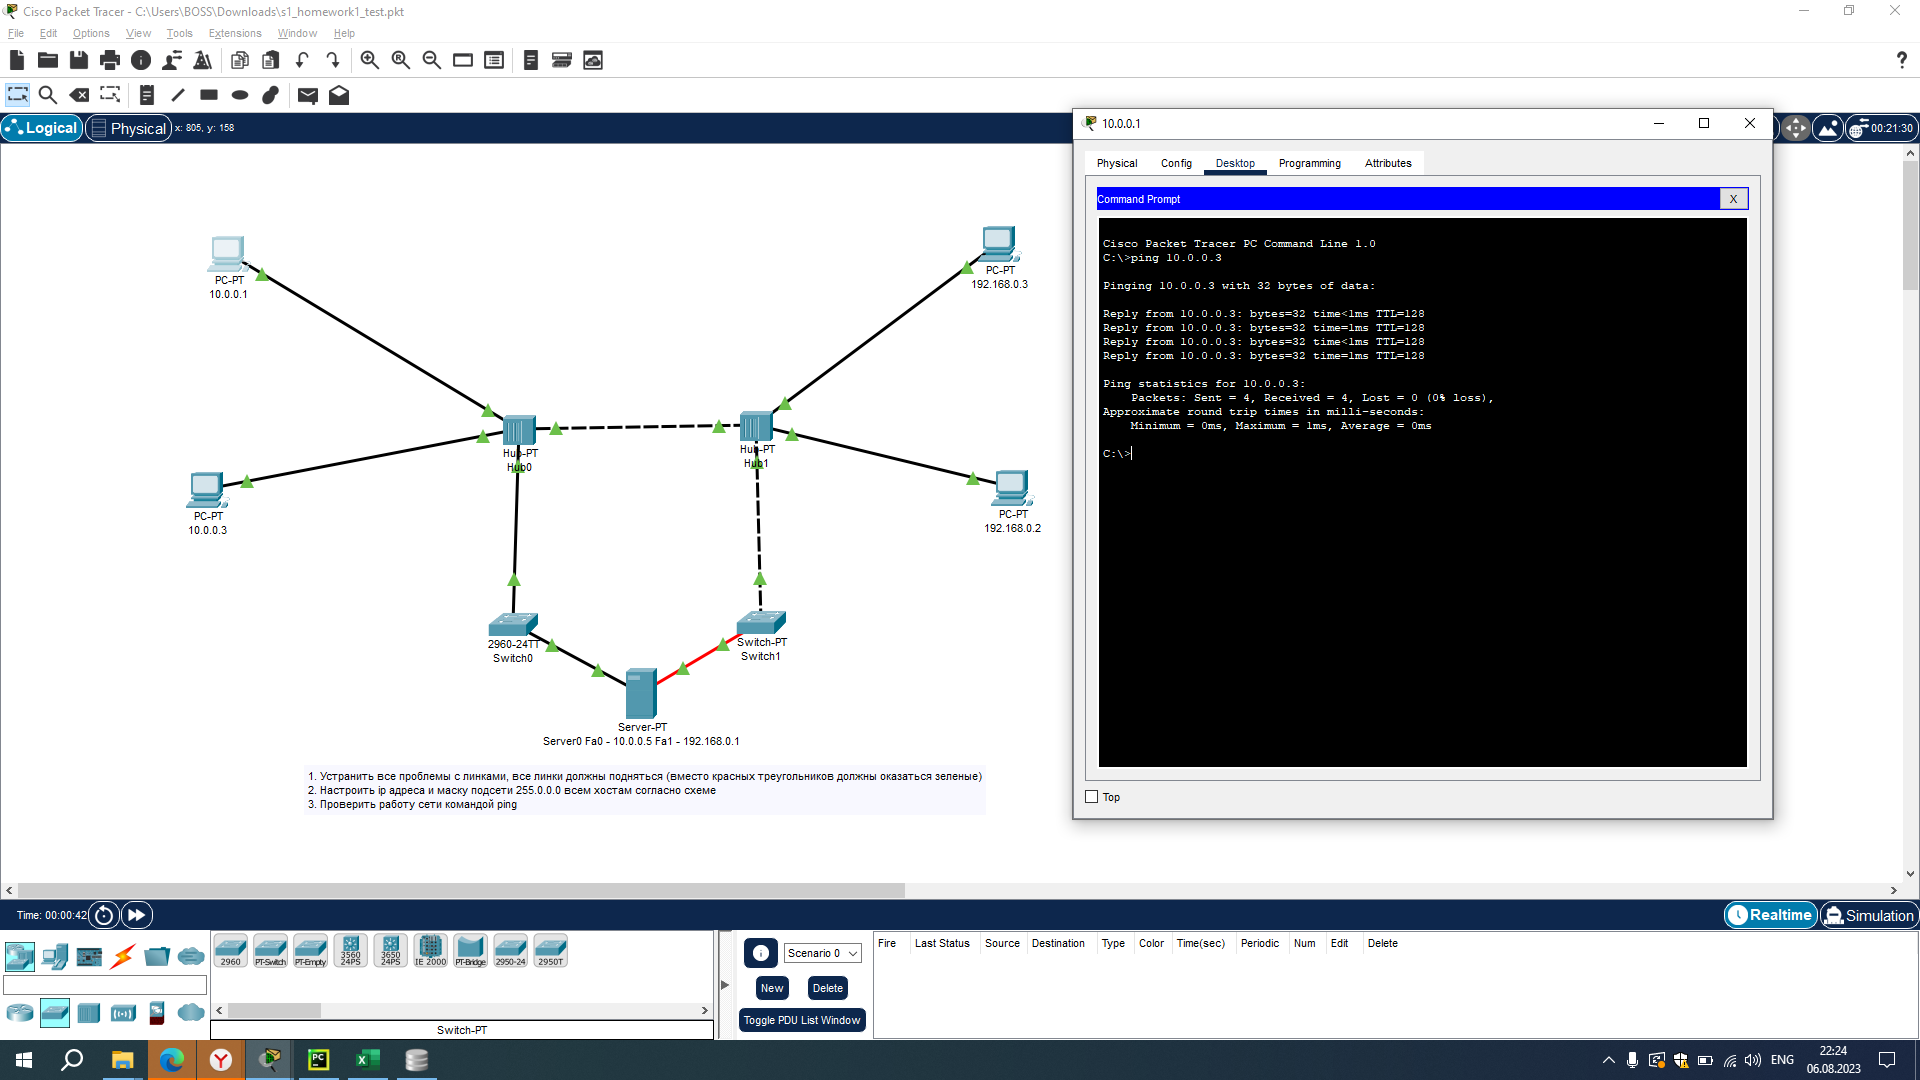 Cisco Packet Tracer - C:\Users\BOSS\Downloads\s1_homework1_test.pkt
File Edit Options View Tools Extensions Window Help
Logical Physical x: 805, y: 158
00:21:30
10.0.0.1
Physical Config Desktop Programming Attributes
Command Prompt
X
Cisco Packet Tracer PC Command Line 1.0
C:\>ping 10.0.0.3
Pinging 10.0.0.3 with 32 bytes of data:
Reply from 10.0.0.3: bytes=32 time<1ms TTL=128
Reply from 10.0.0.3: bytes=32 time=1ms TTL=128
Reply from 10.0.0.3: bytes=32 time<1ms TTL=128
Reply from 10.0.0.3: bytes=32 time=1ms TTL=128
Ping statistics for 10.0.0.3:
Packets: Sent = 4, Received = 4, Lost = 0 (0% loss),
Approximate round trip times in milli-seconds:
Minimum = 0ms, Maximum = 1ms, Average = 0ms
C:\>
Top
PC-PT
10.0.0.1
PC-PT
192.168.0.3
Hub-PT
Hub0
Hub-PT
Hub1
PC-PT
10.0.0.3
PC-PT
192.168.0.2
2960-24TT
Switch0
Switch-PT
Switch1
Server-PT
Server0 Fa0 - 10.0.0.5 Fa1 - 192.168.0.1
1. Устранить все проблемы с линками, все линки должны подняться (вместо красных треугольников должны оказаться зеленые)
2. Настроить ip адреса и маску подсети 255.0.0.0 всем хостам согласно схеме
3. Проверить работу сети командой ping
Time: 00:00:42
Realtime Simulation
2960 PT-Switch PT-Empty 3560 24PS 3650 24PS IE 2000 PT-Bridge 2950-24 2950T
Switch-PT
Scenario 0
New Delete
Toggle PDU List Window
Fire Last Status Source Destination Type Color Time(sec) Periodic Num Edit Delete
ENG
22:24
06.08.2023